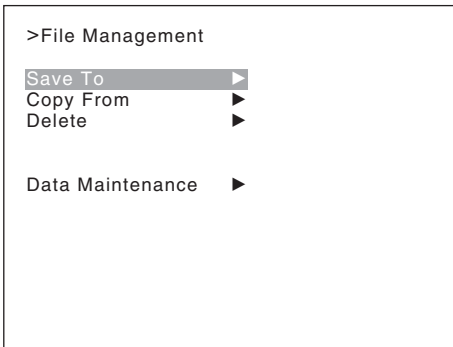 >File Management
Save To ▶
Copy From ▶
Delete ▶
Data Maintenance ▶